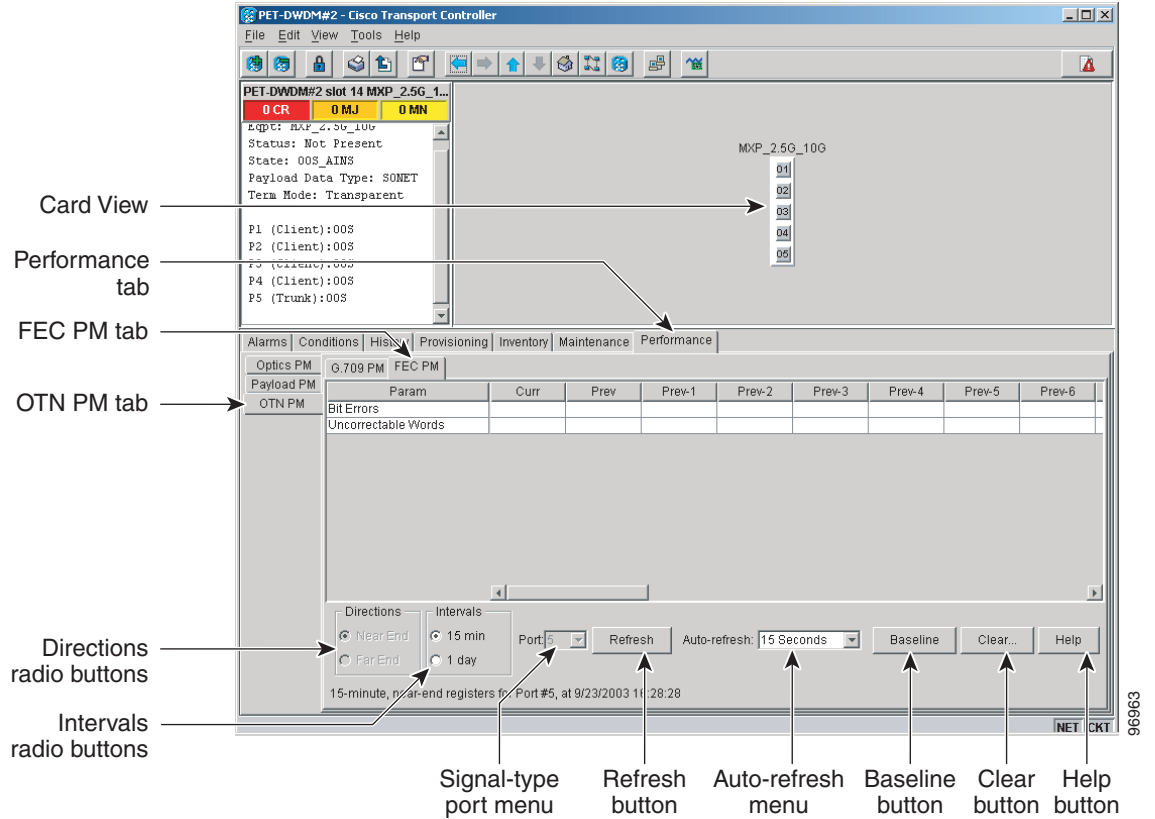 PET-DWDM#2 - Cisco Transport Controller
File Edit View Tools Help
PET-DWDM#2 slot 14 MXP_2.5G_1...
0 CR 0 MJ 0 MN
Eqpt: MXP_2.5G_10G
Status: Not Present
State: OOS_AINS
Payload Data Type: SONET
Term Mode: Transparent
P1 (Client):OOS
P2 (Client):OOS
P3 (Client):OOS
P4 (Client):OOS
P5 (Trunk):OOS
MXP_2.5G_10G
01
02
03
04
05
Card View
Performance
tab
FEC PM tab
OTN PM tab
Alarms Conditions History Provisioning Inventory Maintenance Performance
Optics PM
Payload PM
OTN PM
G.709 PM FEC PM
Param Curr Prev Prev-1 Prev-2 Prev-3 Prev-4 Prev-5 Prev-6
Bit Errors
Uncorrectable Words
Directions
Near End
Far End
Intervals
15 min
1 day
Port: 5 Refresh Auto-refresh: 15 Seconds Baseline Clear... Help
15-minute, near-end registers for Port #5, at 9/23/2003 16:28:28
NET CKT
Directions
radio buttons
Intervals
radio buttons
Signal-type
port menu
Refresh
button
Auto-refresh
menu
Baseline
button
Clear
button
Help
button
96963